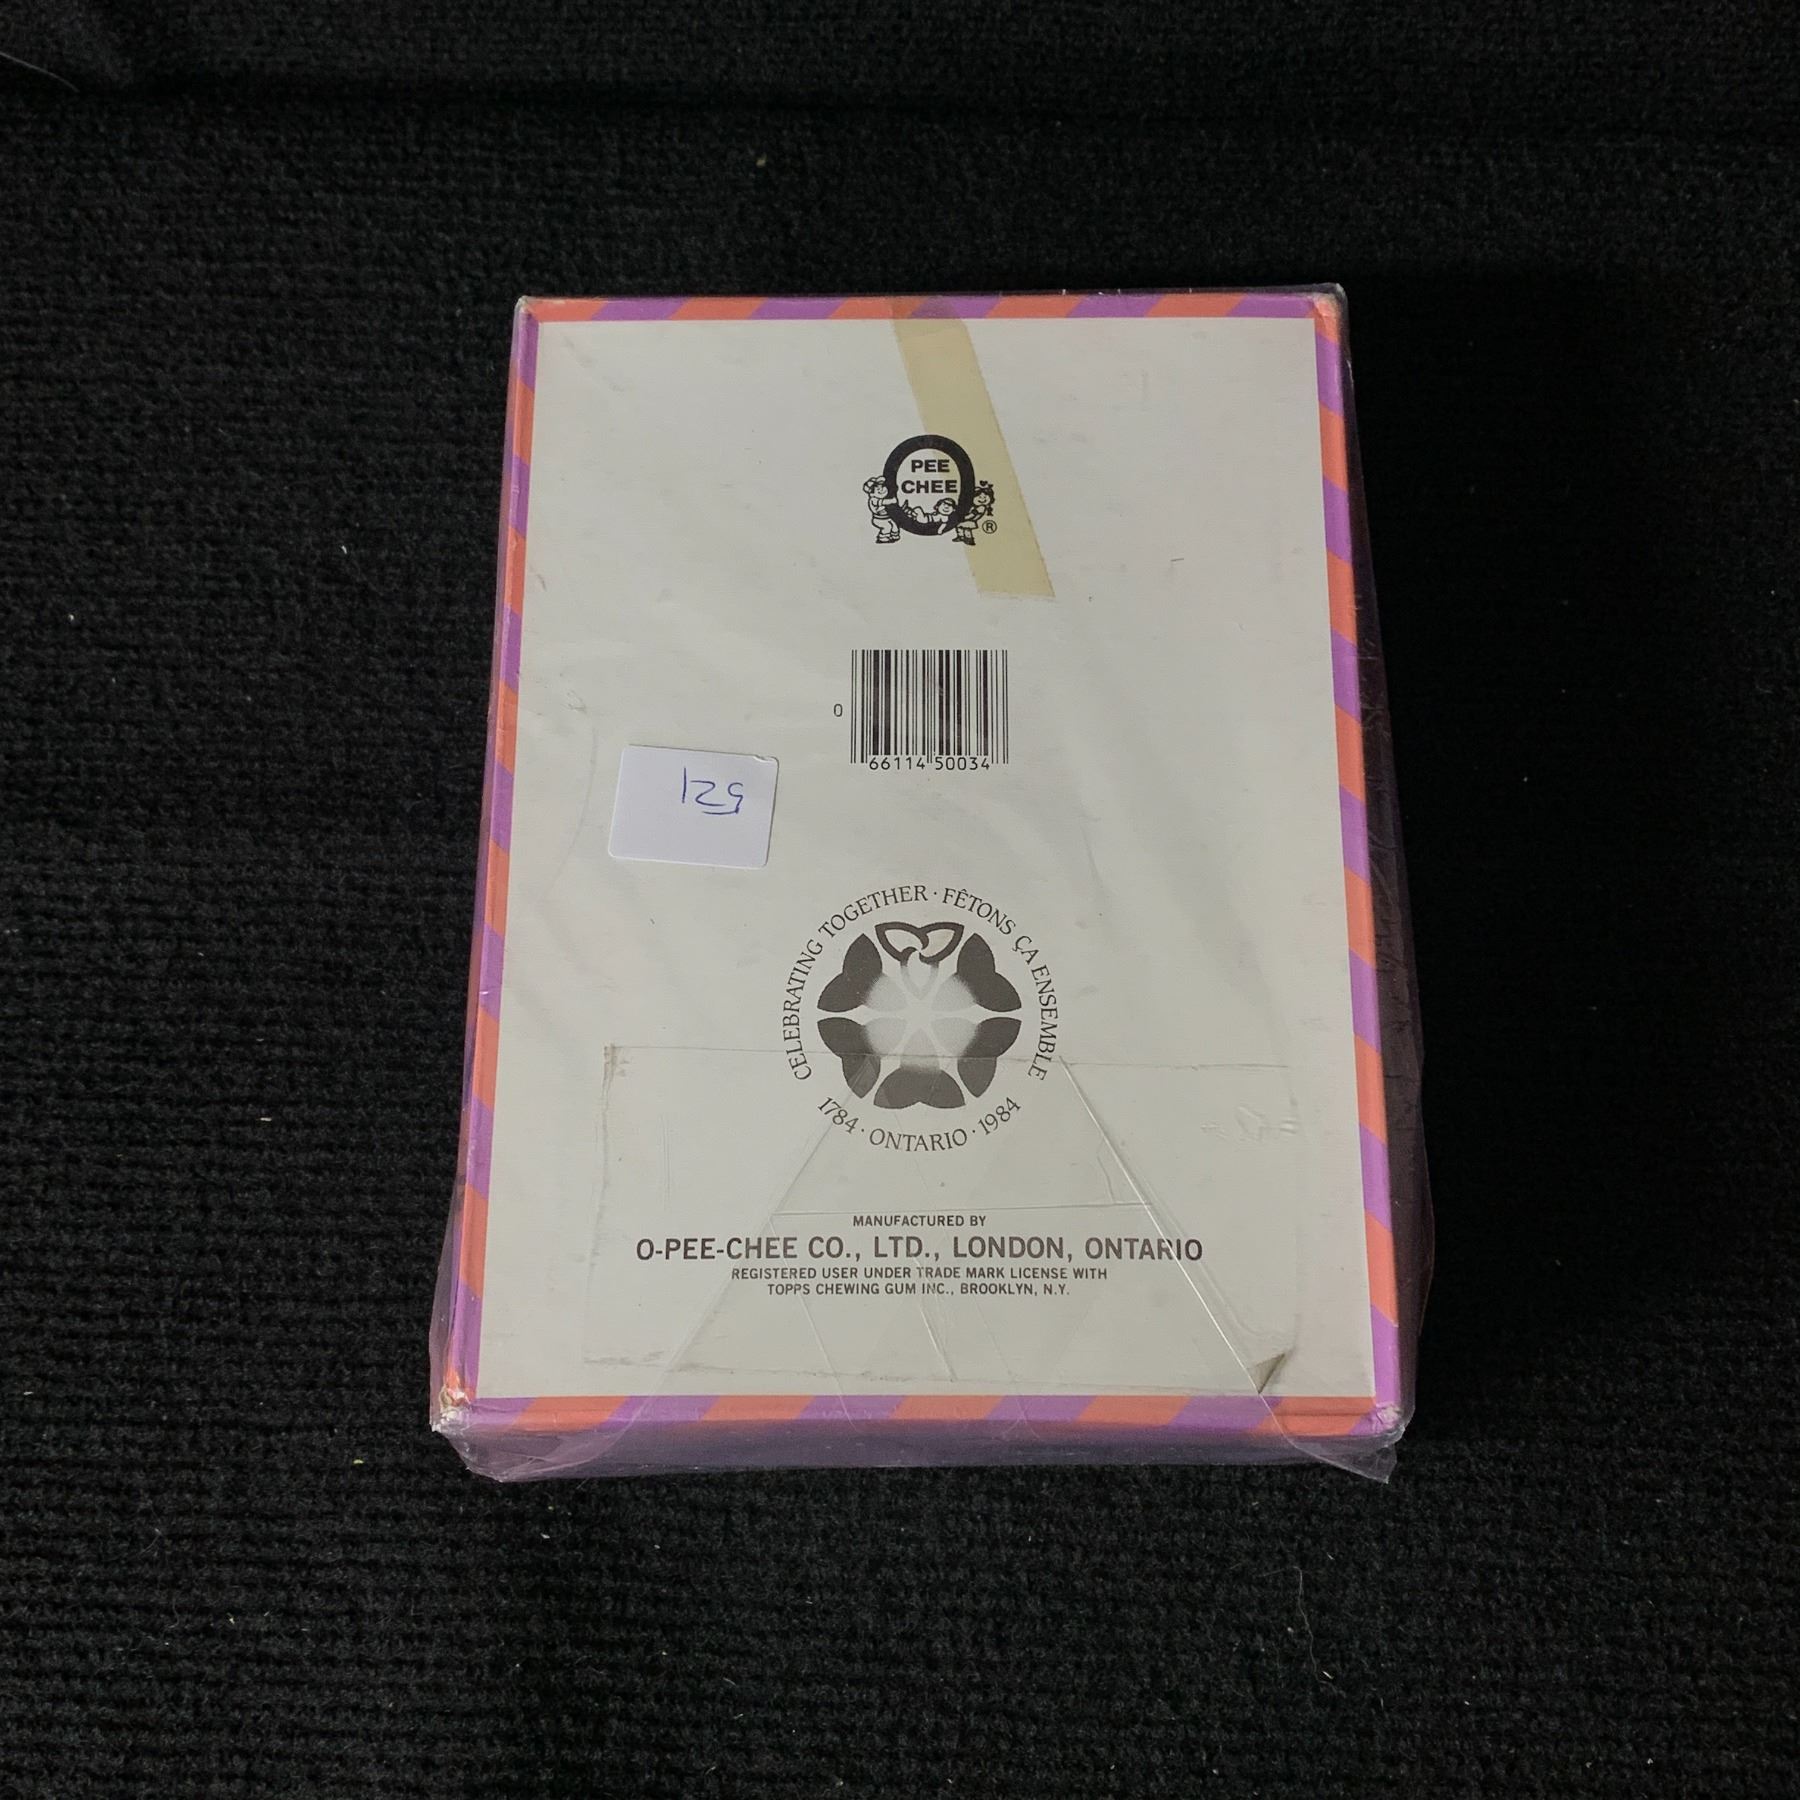 O
PEE
CHEE
®
0 66114 50034
CELEBRATING TOGETHER · FÊTONS ÇA ENSEMBLE
1784 · ONTARIO · 1984
MANUFACTURED BY
O-PEE-CHEE CO., LTD., LONDON, ONTARIO
REGISTERED USER UNDER TRADE MARK LICENSE WITH
TOPPS CHEWING GUM INC., BROOKLYN, N.Y.